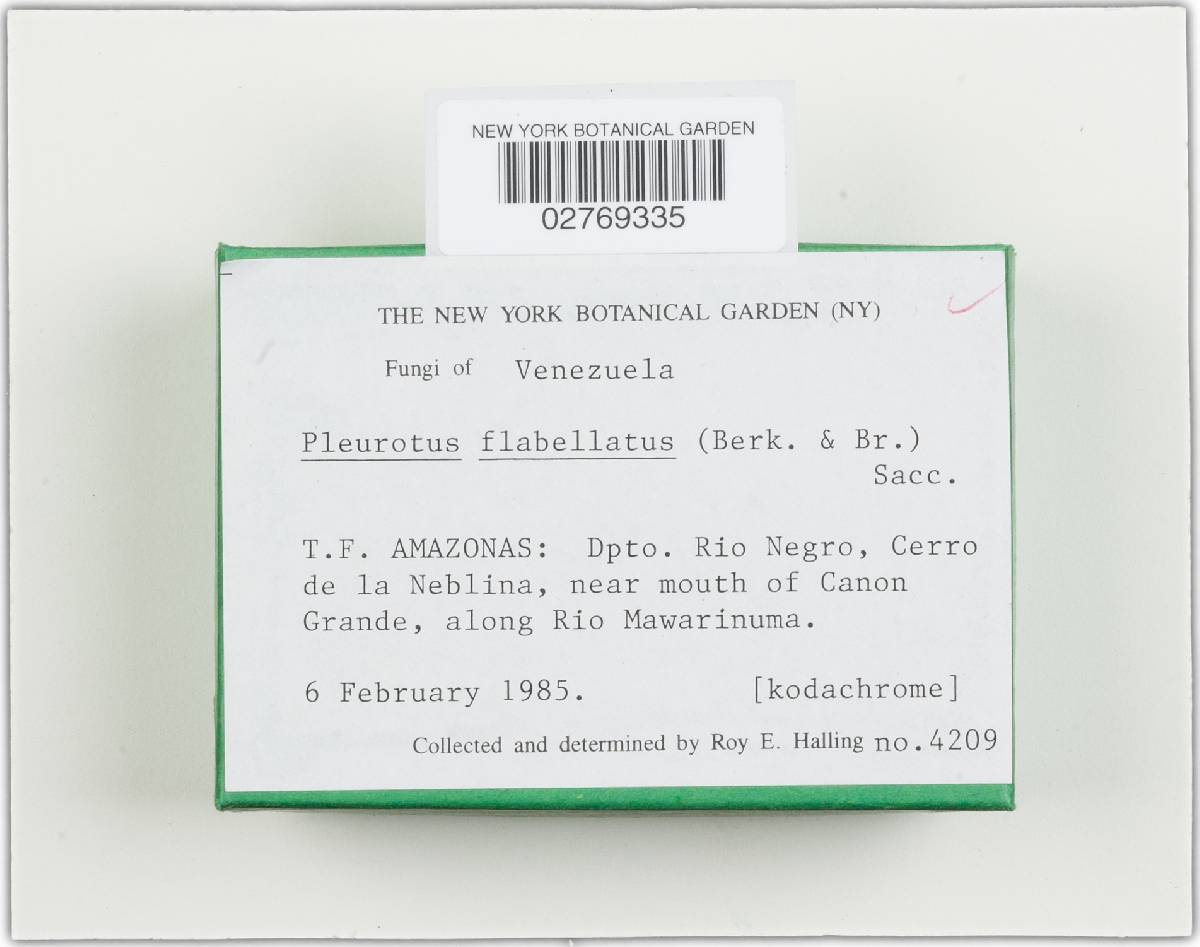 NEW YORK BOTANICAL GARDEN
02769335
THE NEW YORK BOTANICAL GARDEN (NY)
Fungi of Venezuela
Pleurotus flabellatus (Berk. & Br.)
Sacc.
T.F. AMAZONAS: Dpto. Rio Negro, Cerro
de la Neblina, near mouth of Canon
Grande, along Rio Mawarinuma.
6 February 1985. [kodachrome]
Collected and determined by Roy E. Halling no.4209